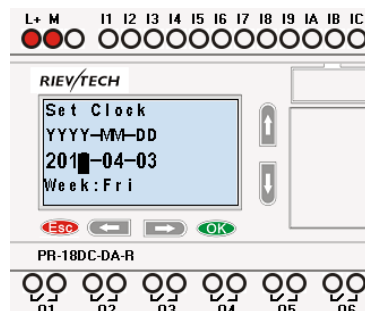 L+ M I1 I2 I3 I4 I5 I6 I7 I8 I9 IA IB IC
RIEVTECH
Set Clock
YYYY-MM-DD
201█-04-03
Week:Fri
Esc OK
PR-18DC-DA-R
Q1 Q2 Q3 Q4 Q5 Q6